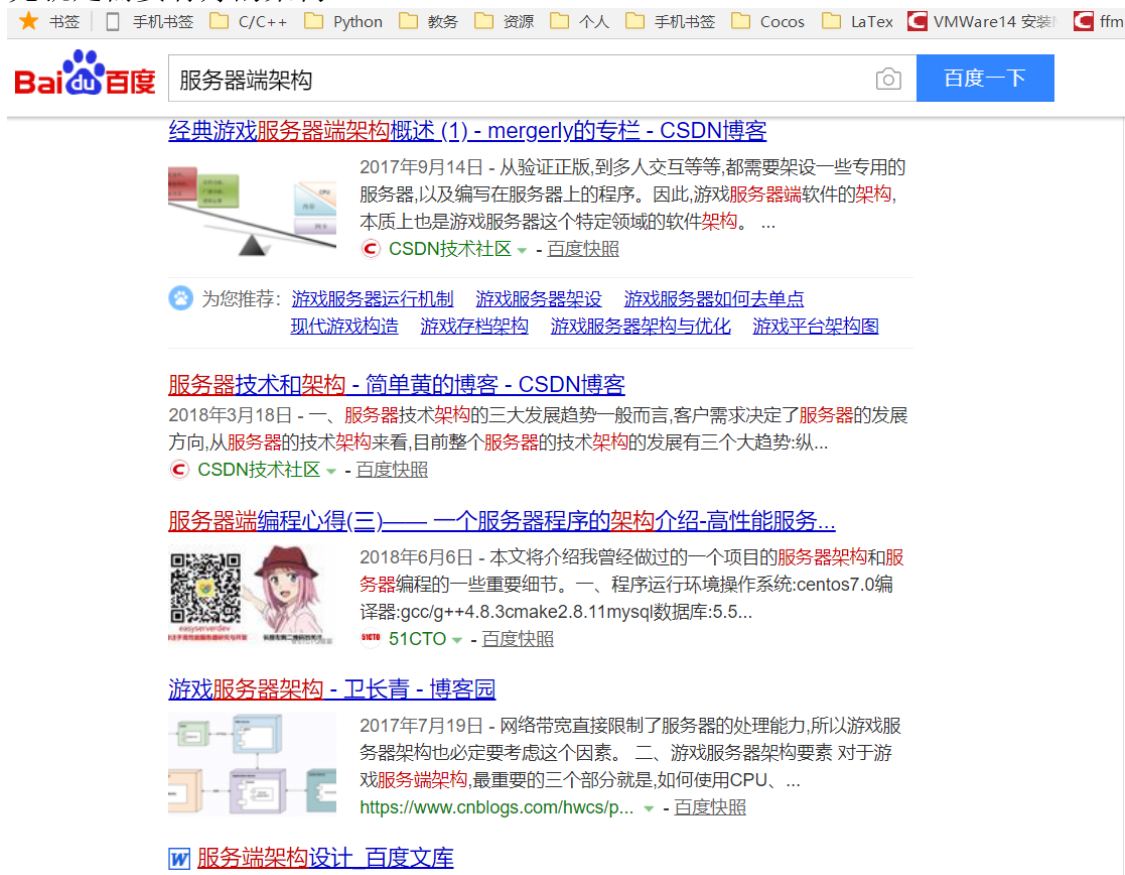 书签 手机书签 C/C++ Python 教务 资源 个人 手机书签 Cocos LaTex VMWare14 安装 ffm
Bai du 百度 服务器端架构 百度一下
经典游戏服务器端架构概述 (1) - mergerly的专栏 - CSDN博客
2017年9月14日 - 从验证正版,到多人交互等等,都需要架设一些专用的
服务器,以及编写在服务器上的程序。因此,游戏服务器端软件的架构,
本质上也是游戏服务器这个特定领域的软件架构。 ...
CSDN技术社区 - 百度快照
为您推荐: 游戏服务器运行机制 游戏服务器架设 游戏服务器如何去单点
现代游戏构造 游戏存档架构 游戏服务器架构与优化 游戏平台架构图
服务器技术和架构 - 简单黄的博客 - CSDN博客
2018年3月18日 - 一、服务器技术架构的三大发展趋势一般而言,客户需求决定了服务器的发展
方向,从服务器的技术架构来看,目前整个服务器的技术架构的发展有三个大趋势:纵...
CSDN技术社区 - 百度快照
服务器端编程心得(三)—— 一个服务器程序的架构介绍-高性能服务...
2018年6月6日 - 本文将介绍我曾经做过的一个项目的服务器架构和服
务器编程的一些重要细节。一、程序运行环境操作系统:centos7.0编
译器:gcc/g++4.8.3cmake2.8.11mysql数据库:5.5...
easyserverdev
51CTO 51CTO - 百度快照
游戏服务器架构 - 卫长青 - 博客园
2017年7月19日 - 网络带宽直接限制了服务器的处理能力,所以游戏服
务器架构也必定要考虑这个因素。 二、游戏服务器架构要素 对于游
戏服务端架构,最重要的三个部分就是,如何使用CPU、...
https://www.cnblogs.com/hwcs/p... - 百度快照
W 服务端架构设计_百度文库